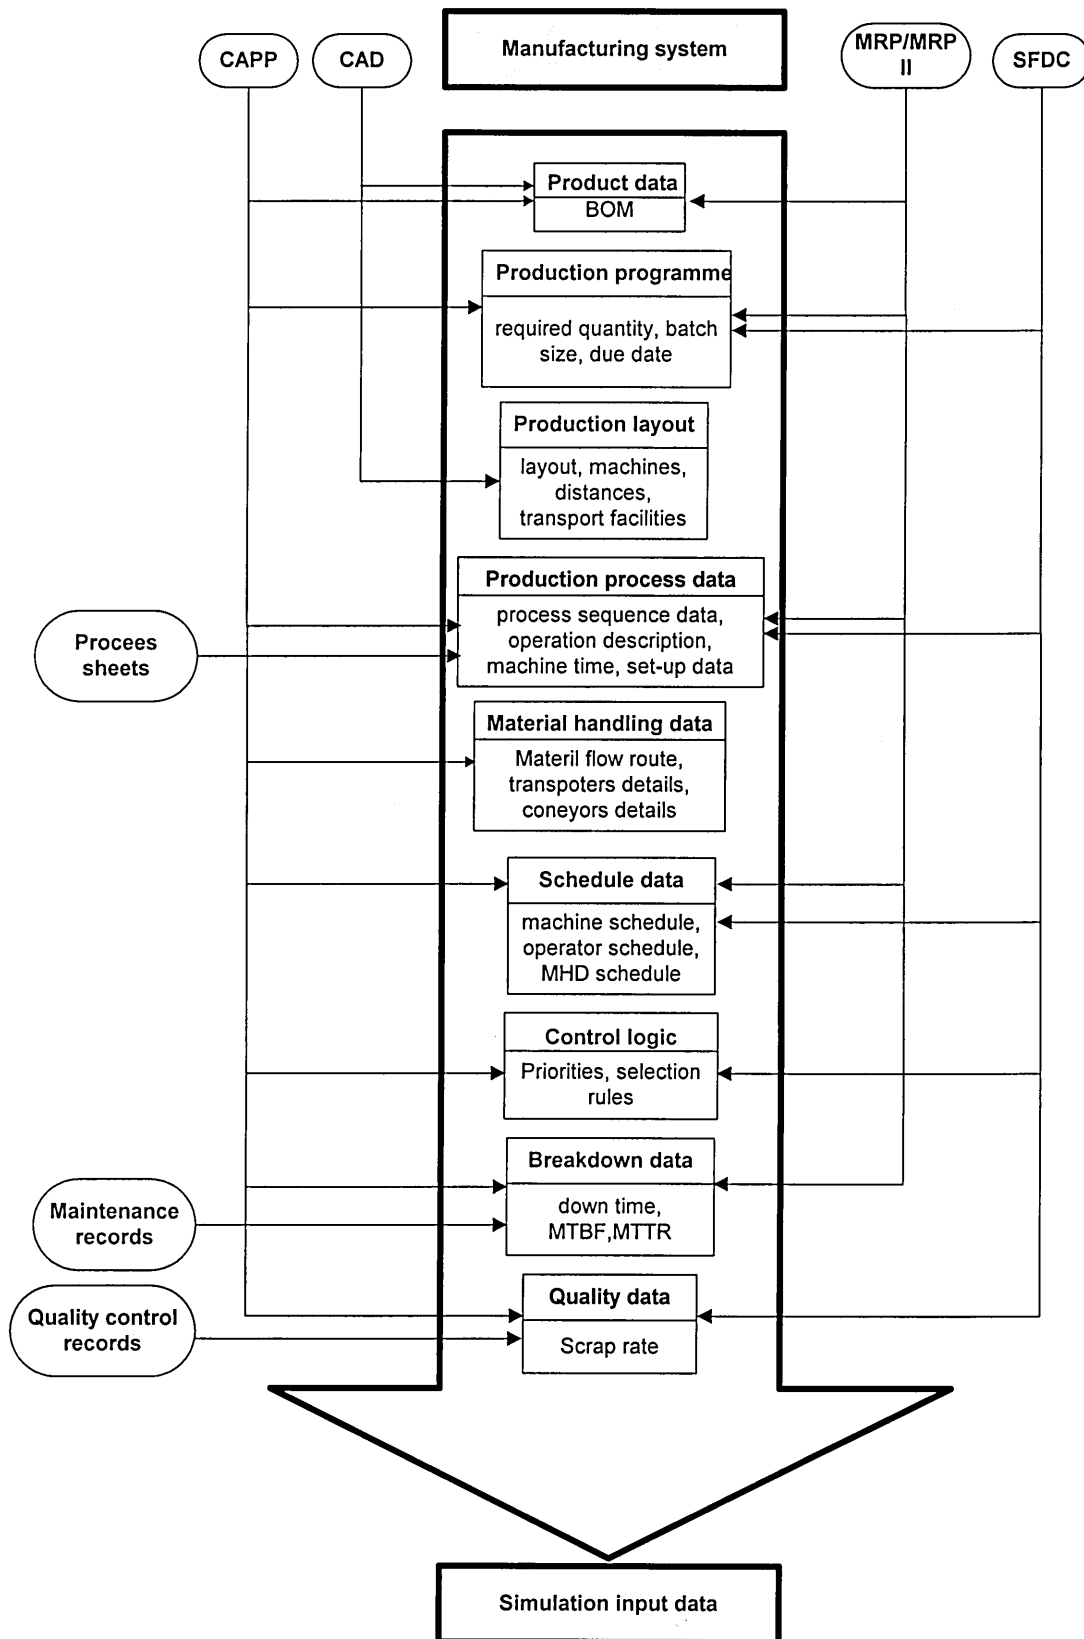 Manufacturing system
CAPP
CAD
MRP/MRP
II
SFDC
Product data
BOM
Production programme
required quantity, batch
size, due date
Production layout
layout, machines,
distances,
transport facilities
Production process data
process sequence data,
operation description,
machine time, set-up data
Procees
sheets
Material handling data
Materil flow route,
transpoters details,
coneyors details
Schedule data
machine schedule,
operator schedule,
MHD schedule
Control logic
Priorities, selection
rules
Breakdown data
down time,
MTBF,MTTR
Maintenance
records
Quality data
Scrap rate
Quality control
records
Simulation input data